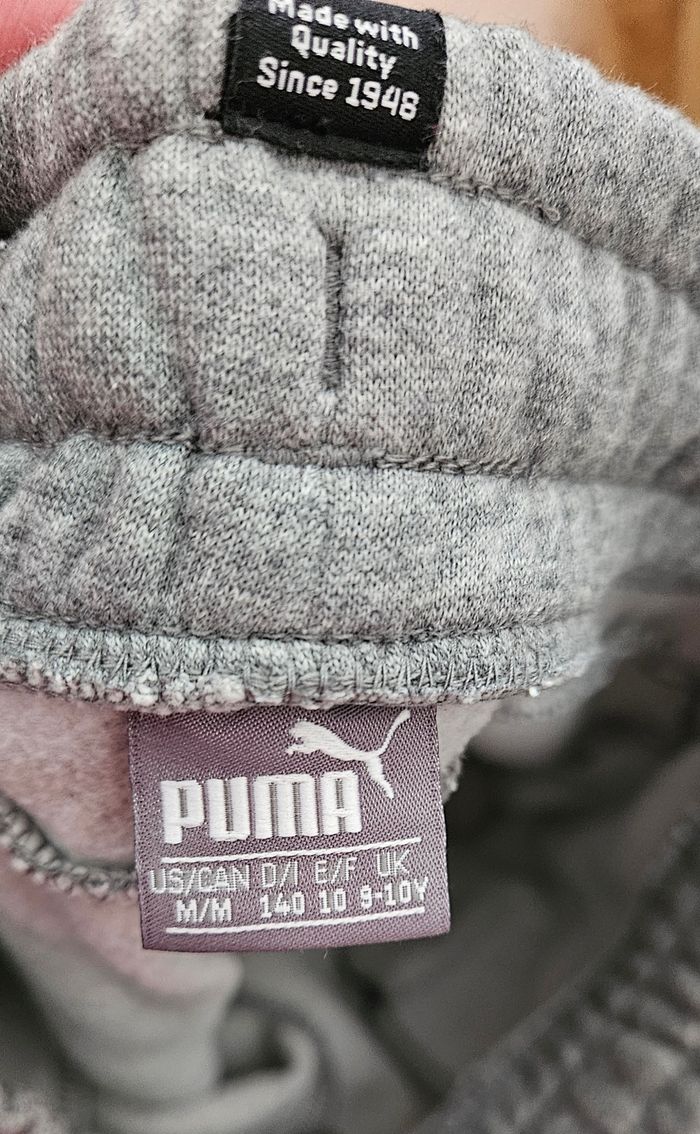 Made with
Quality
Since 1948
PUMA
US/CAN D/I E/F UK
M/M 140 10 9-10Y